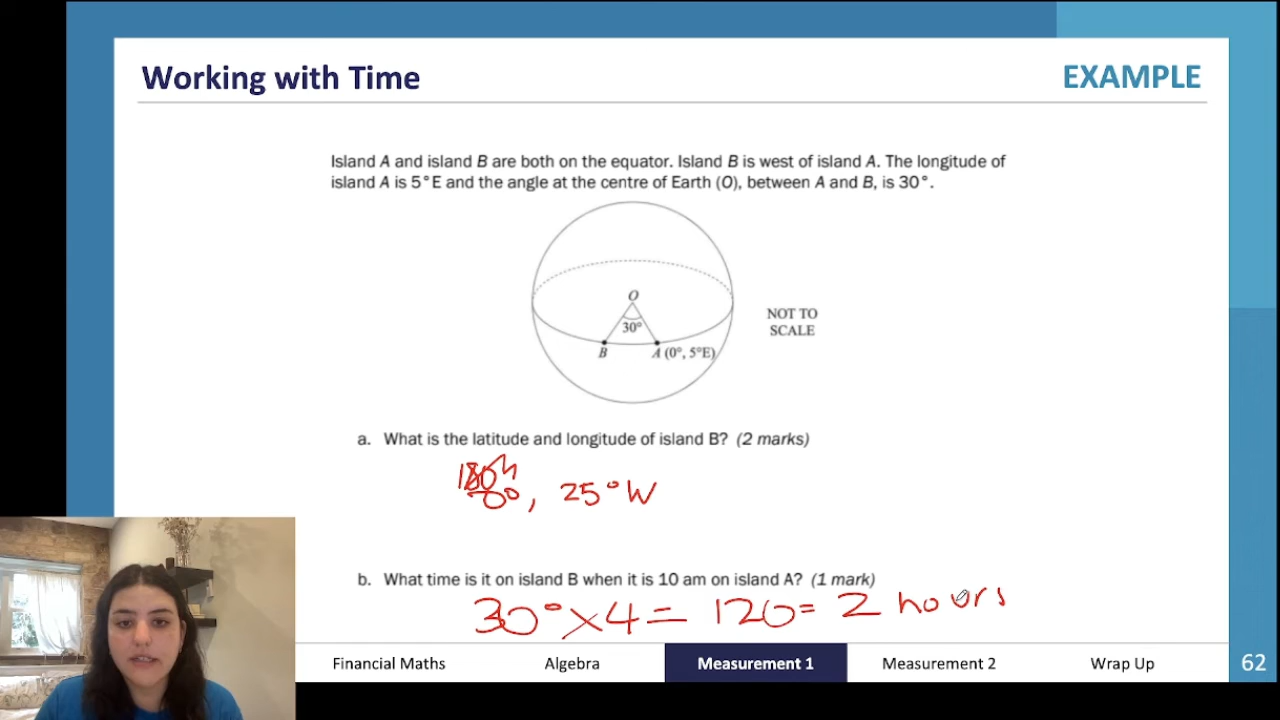 Working with Time
EXAMPLE
Island A and island B are both on the equator. Island B is west of island A. The longitude of
island A is 5°E and the angle at the centre of Earth (O), between A and B, is 30°.
O
30°
B
A (0°, 5°E)
NOT TO
SCALE
a. What is the latitude and longitude of island B? (2 marks)
0°, 25°W
b. What time is it on island B when it is 10 am on island A? (1 mark)
30° × 4 = 120 = 2 hours
Financial Maths
Algebra
Measurement 1
Measurement 2
Wrap Up
62